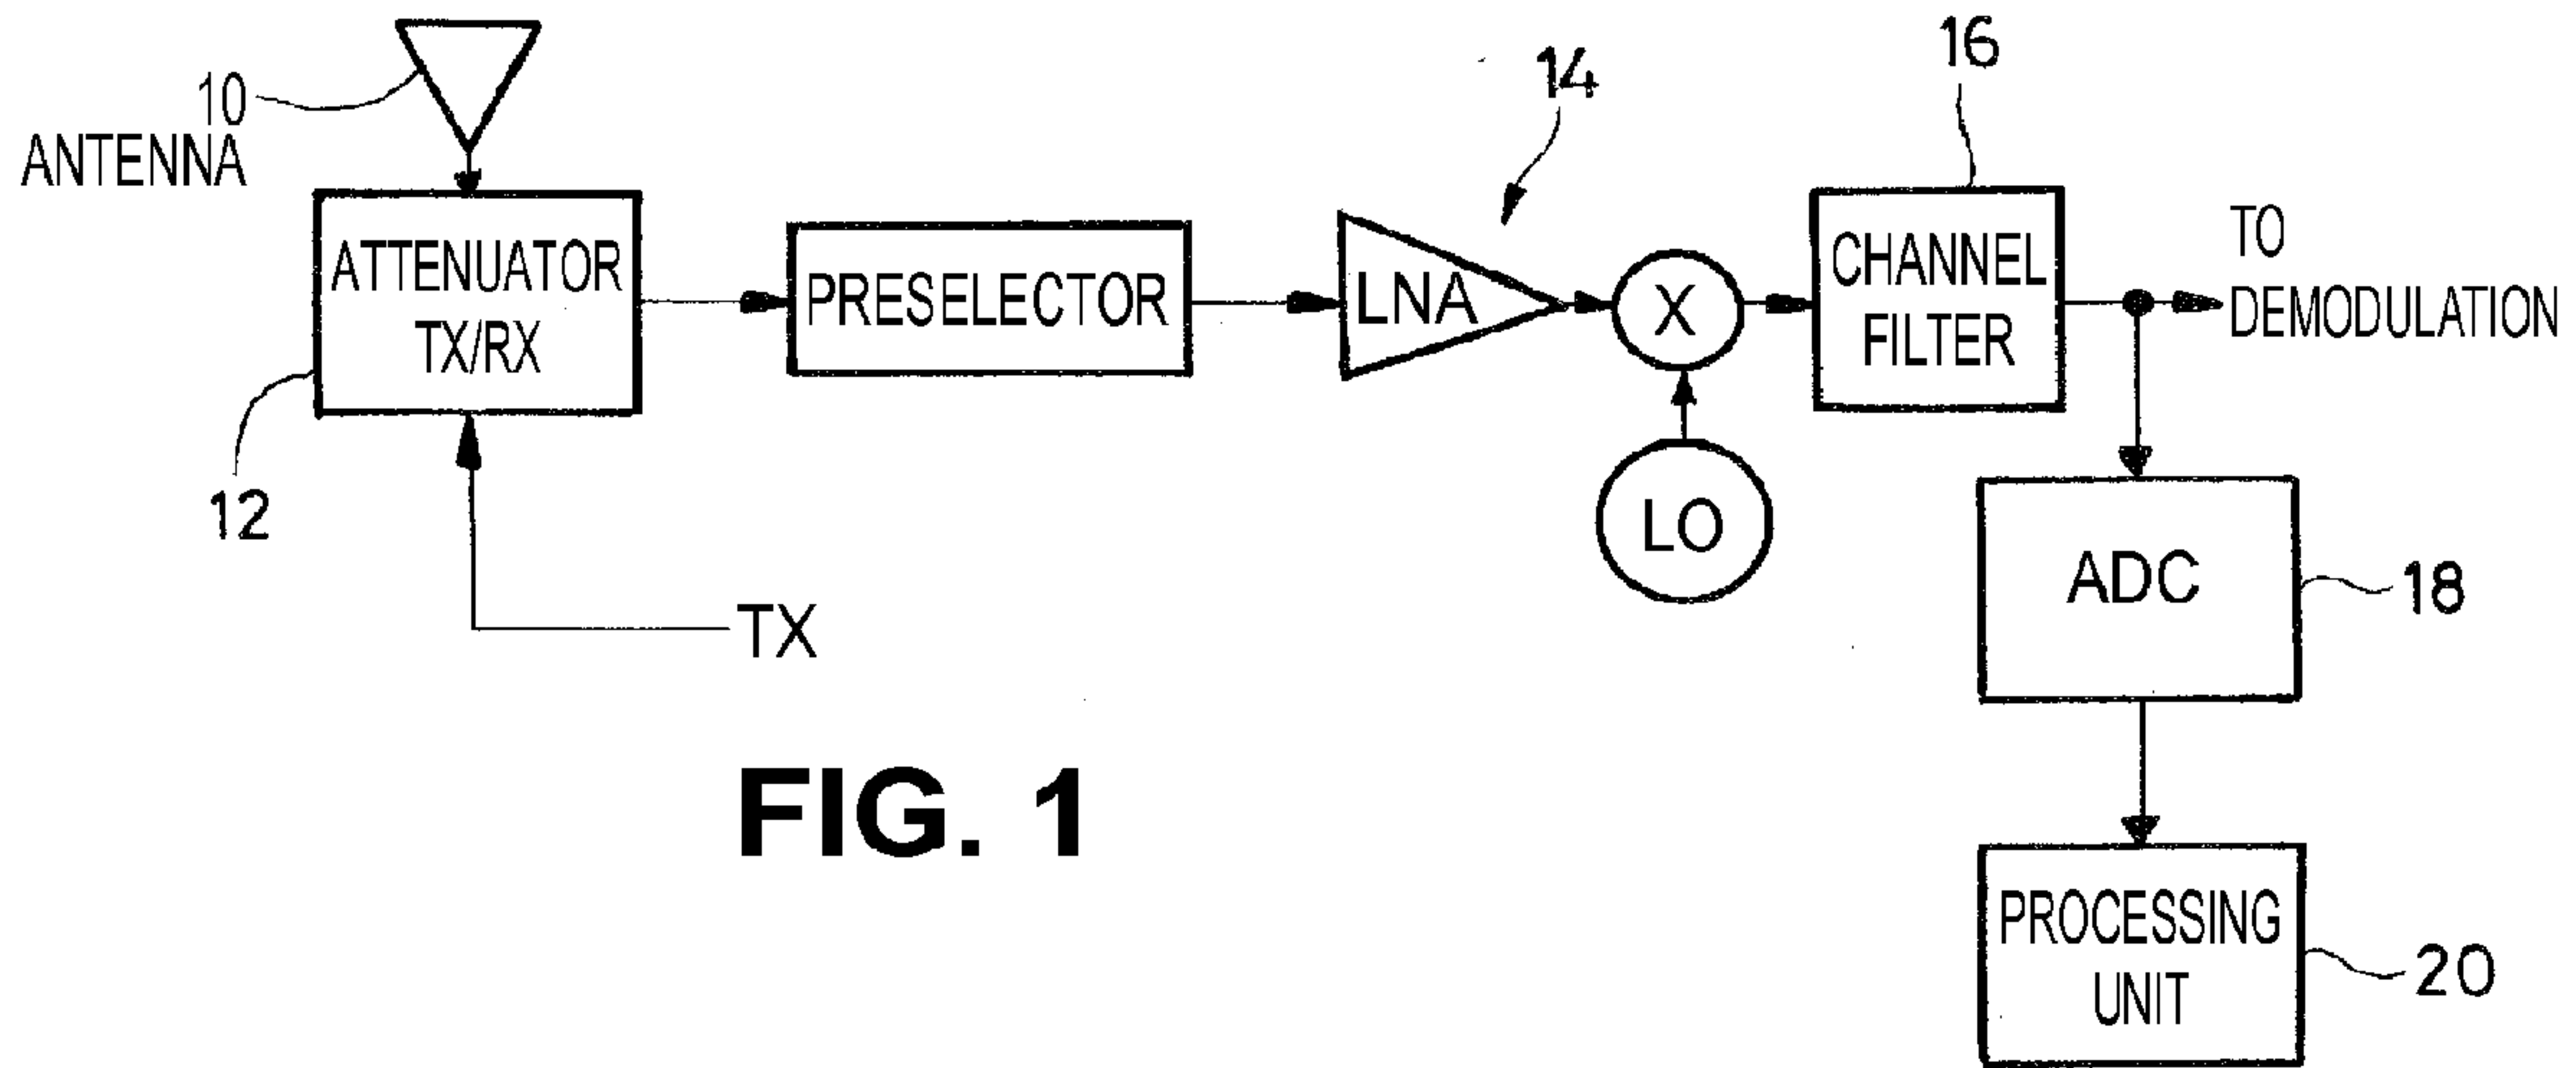 10
ANTENNA
ATTENUATOR
TX/RX
12
TX
PRESELECTOR
14
LNA
X
LO
16
CHANNEL
FILTER
TO
DEMODULATION
ADC
18
PROCESSING
UNIT
20
FIG. 1